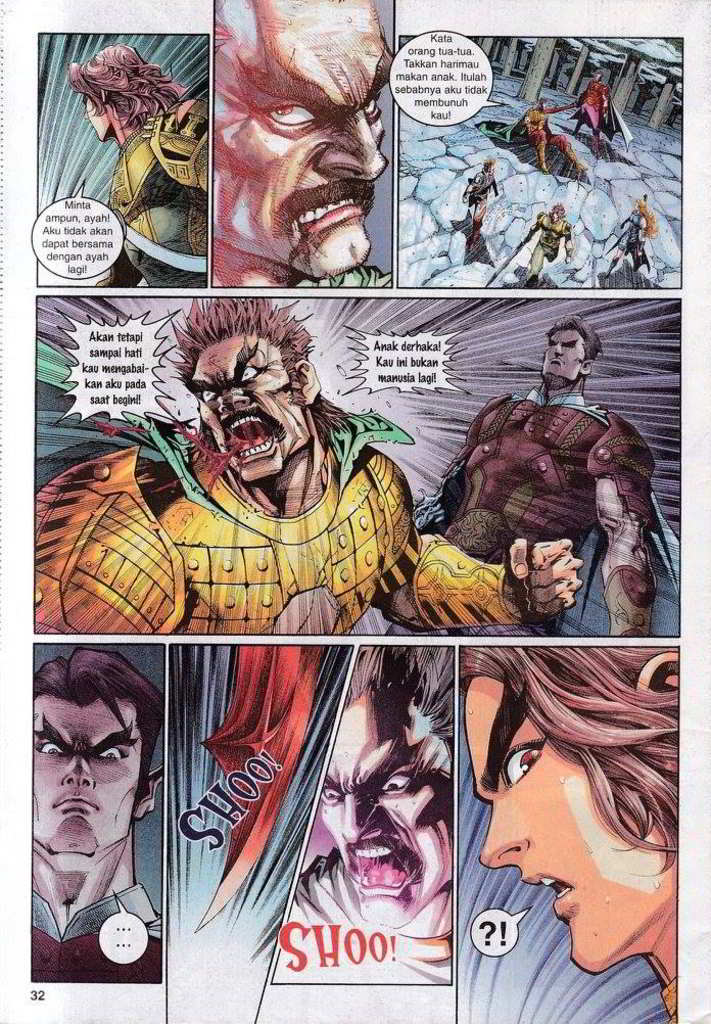 Minta
ampun, ayah!
Aku tidak akan
dapat bersama
dengan ayah
lagi!
Kata
orang tua-tua.
Takkan harimau
makan anak. Itulah
sebabnya aku tidak
membunuh
kau!
Akan tetapi
sampai hati
kau mengabai-
kan aku pada
saat begini!
Anak derhaka!
Kau ini bukan
manusia lagi!
...
...
SHOO!
SHOO!
?!
32